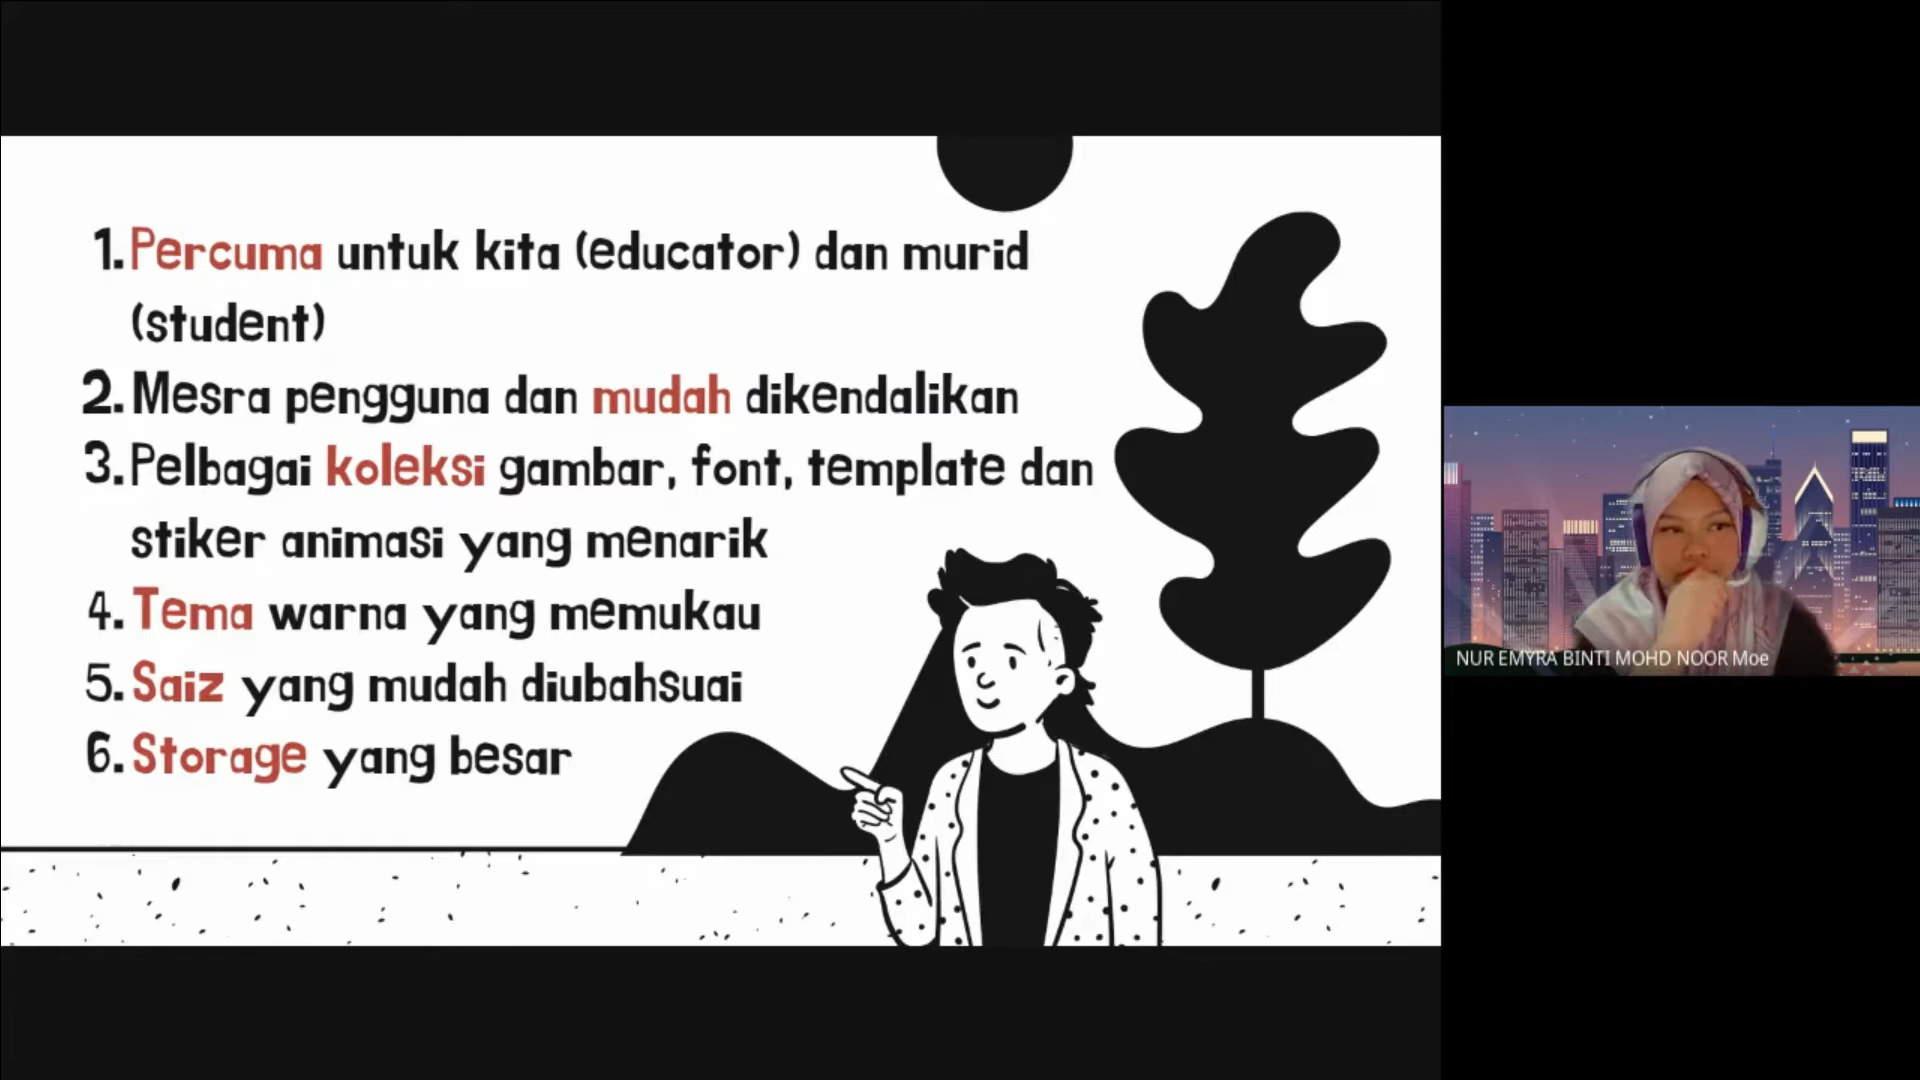 1. Percuma untuk kita (educator) dan murid
(student)
2. Mesra pengguna dan mudah dikendalikan
3. Pelbagai koleksi gambar, font, template dan
stiker animasi yang menarik
4. Tema warna yang memukau
5. Saiz yang mudah diubahsuai
6. Storage yang besar
NUR EMYRA BINTI MOHD NOOR Moe